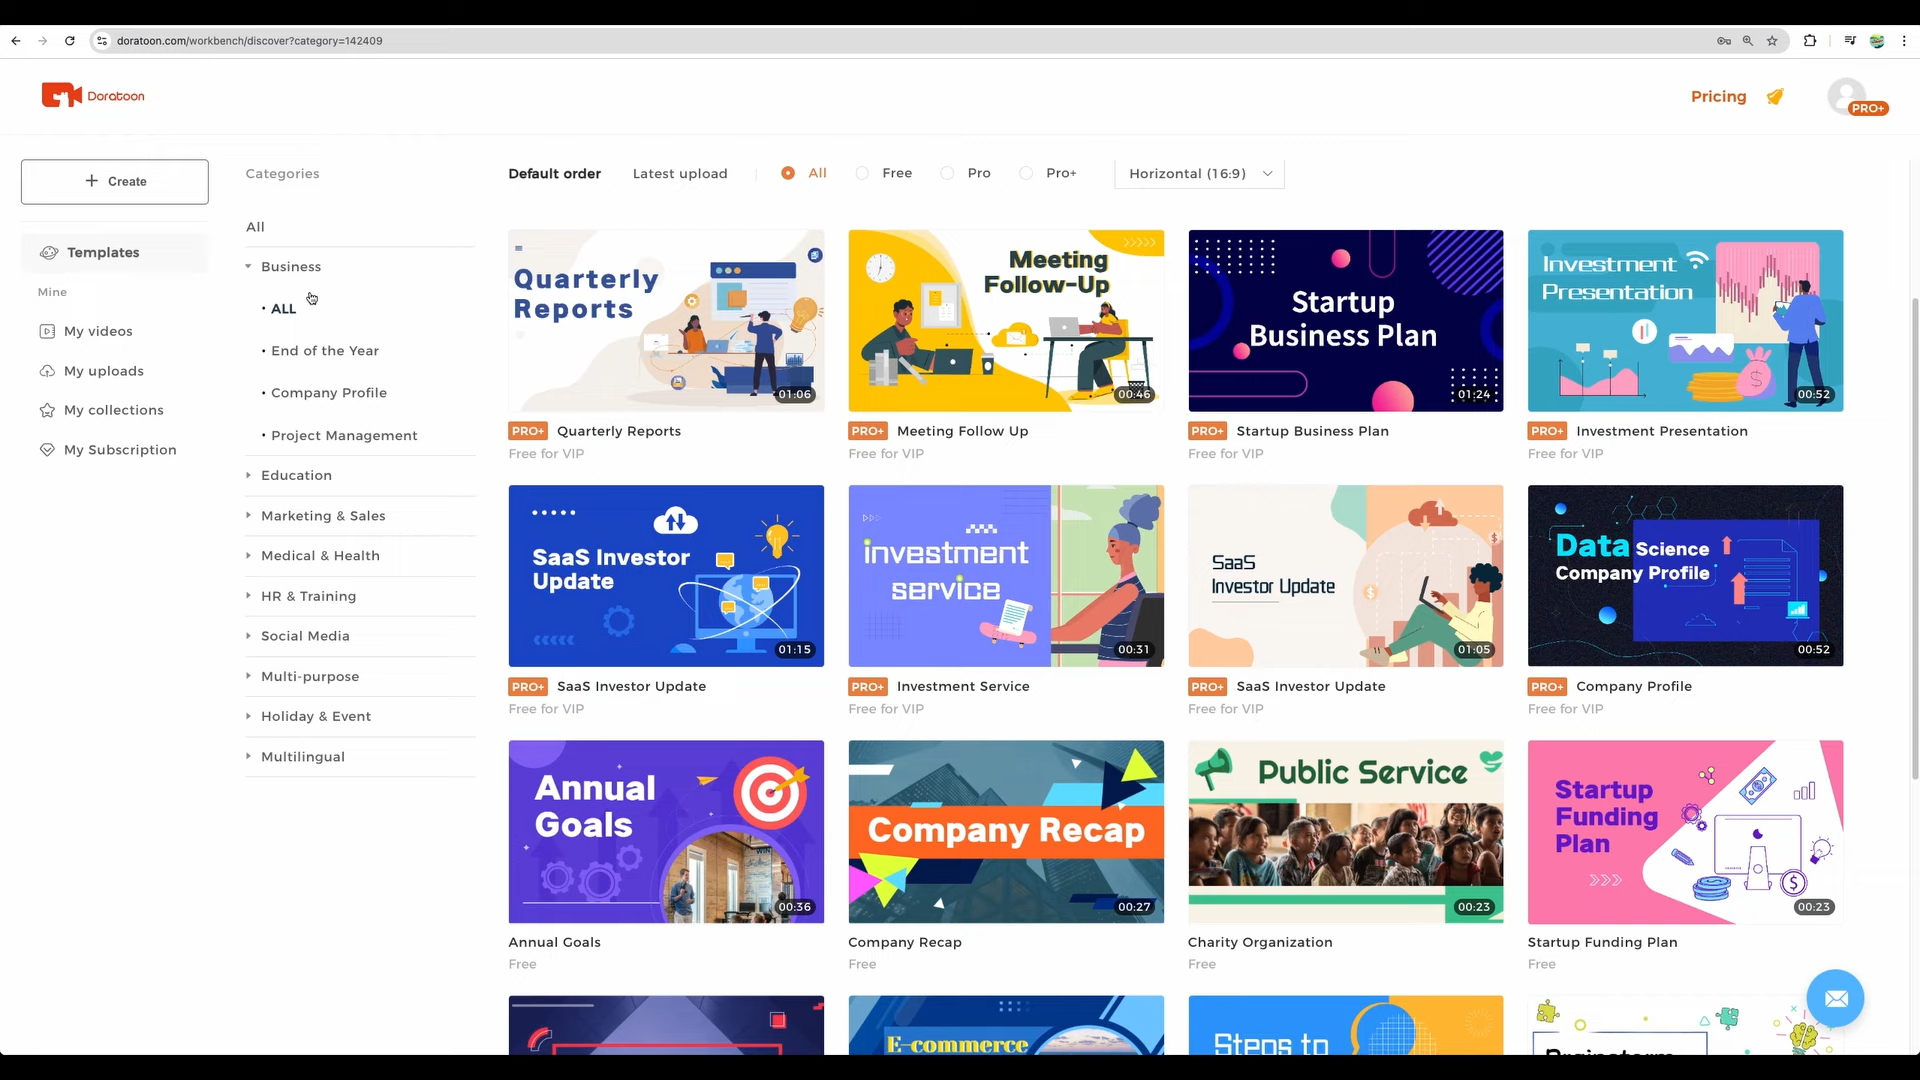 doratoon.com/workbench/discover?category=142409
Doratoon
Pricing
PRO+
Create
Templates
Mine
My videos
My uploads
My collections
My Subscription
Categories
All
Business
• ALL
• End of the Year
• Company Profile
• Project Management
Education
Marketing & Sales
Medical & Health
HR & Training
Social Media
Multi-purpose
Holiday & Event
Multilingual
Default order
Latest upload
All
Free
Pro
Pro+
Horizontal (16:9)
Quarterly
Reports
01:06
PRO+ Quarterly Reports
Free for VIP
Meeting
Follow-Up
00:46
PRO+ Meeting Follow Up
Free for VIP
Startup
Business Plan
01:24
PRO+ Startup Business Plan
Free for VIP
Investment
Presentation
00:52
PRO+ Investment Presentation
Free for VIP
SaaS Investor
Update
01:15
PRO+ SaaS Investor Update
Free for VIP
investment
service
00:31
PRO+ Investment Service
Free for VIP
SaaS
Investor Update
01:05
PRO+ SaaS Investor Update
Free for VIP
Data Science
Company Profile
00:52
PRO+ Company Profile
Free for VIP
Annual
Goals
00:36
Annual Goals
Free
Company Recap
00:27
Company Recap
Free
Public Service
00:23
Charity Organization
Free
Startup
Funding
Plan
00:23
Startup Funding Plan
Free
E-commerce
Steps to
Brainstorm